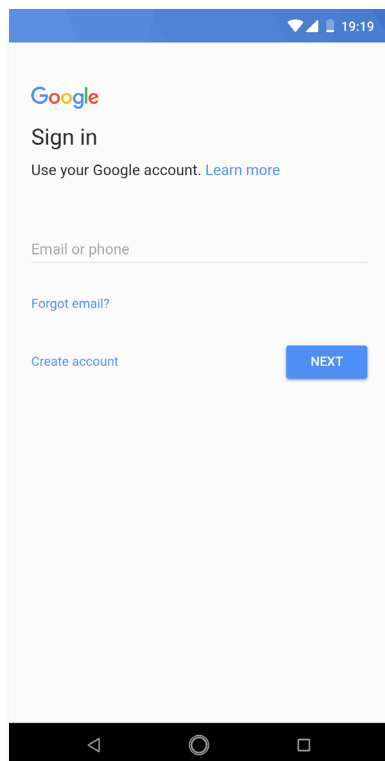 19:19
Google
Sign in
Use your Google account. Learn more
Email or phone
Forgot email?
Create account
NEXT